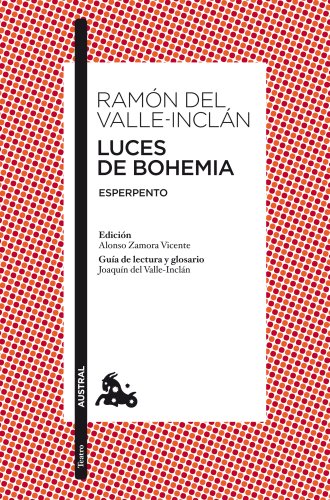 RAMÓN DEL
VALLE-INCLÁN
LUCES
DE BOHEMIA
ESPERPENTO
Edición
Alonso Zamora Vicente
Guía de lectura y glosario
Joaquín del Valle-Inclán
AUSTRAL
Teatro